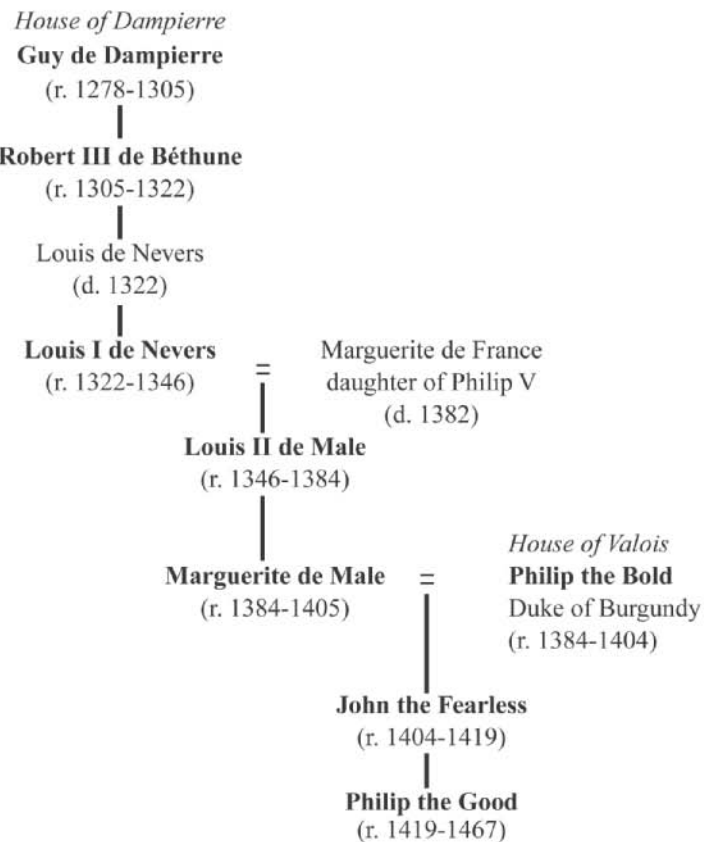 House of Dampierre
Guy de Dampierre
(r. 1278-1305)
Robert III de Béthune
(r. 1305-1322)
Louis de Nevers
(d. 1322)
Louis I de Nevers
(r. 1322-1346)
=
Marguerite de France
daughter of Philip V
(d. 1382)
Louis II de Male
(r. 1346-1384)
Marguerite de Male
(r. 1384-1405)
=
House of Valois
Philip the Bold
Duke of Burgundy
(r. 1384-1404)
John the Fearless
(r. 1404-1419)
Philip the Good
(r. 1419-1467)